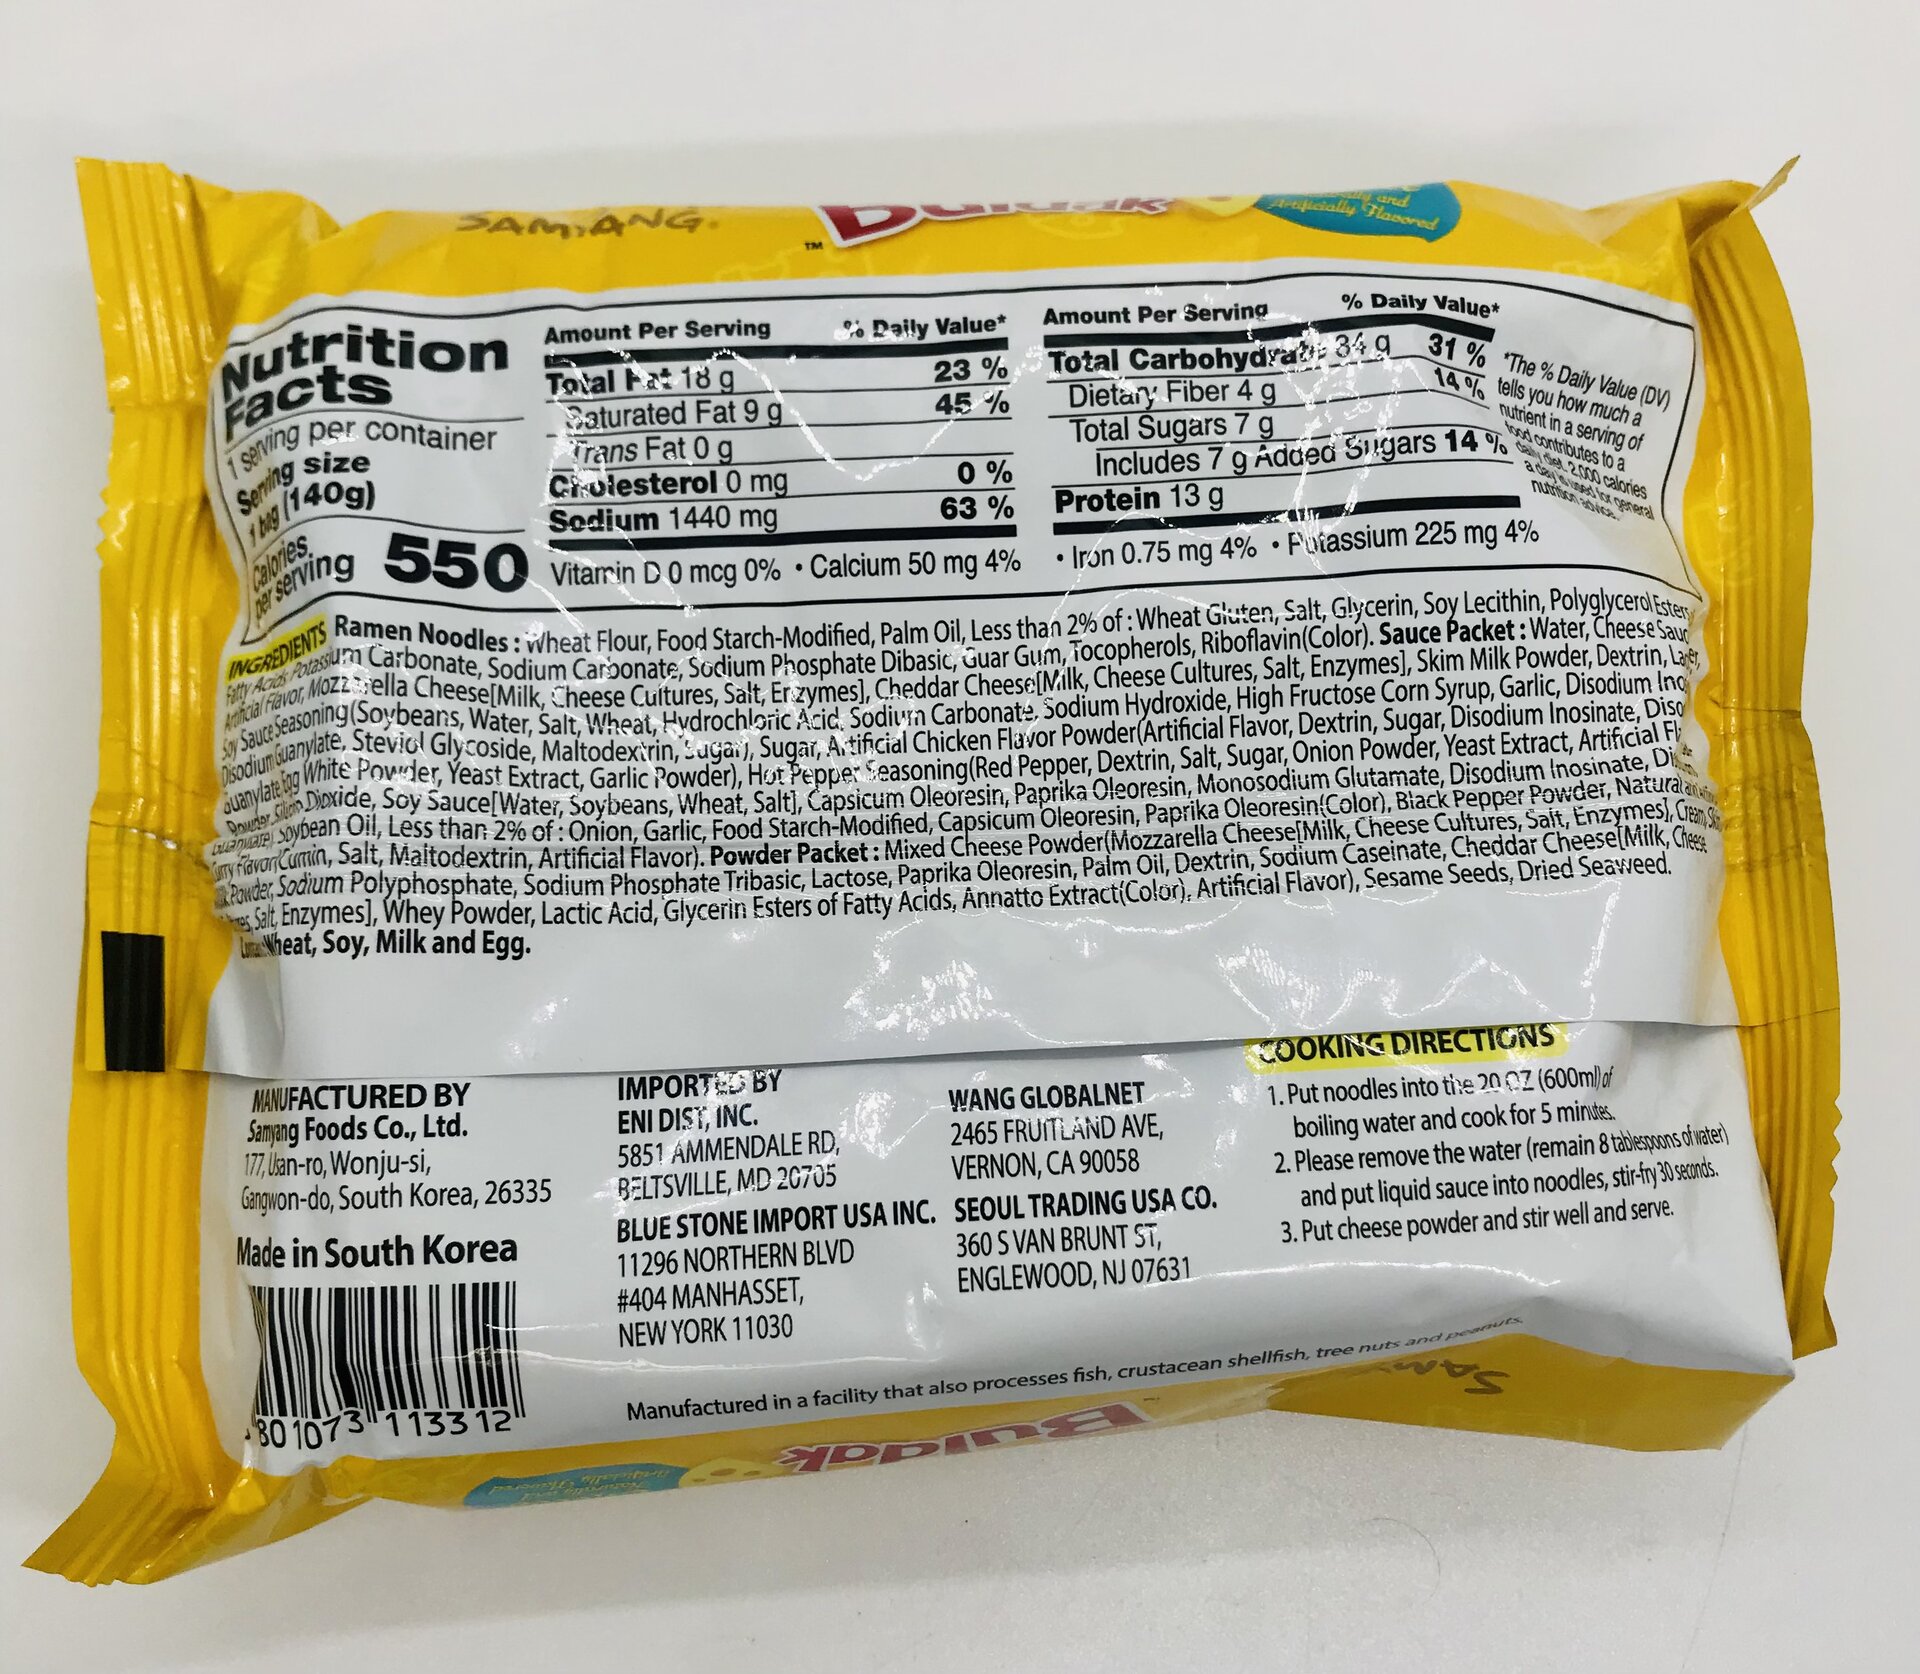 SAMYANG
TM
Buldak
Naturally and
Artificially Flavored
Nutrition
Facts
1 serving per container
Serving size
1 bag (140g)
Calories
per serving 550
Amount Per Serving % Daily Value*
Total Fat 18 g 23 %
Saturated Fat 9 g 45 %
Trans Fat 0 g
Cholesterol 0 mg 0 %
Sodium 1440 mg 63 %
Vitamin D 0 mcg 0% • Calcium 50 mg 4%
Amount Per Serving % Daily Value*
Total Carbohydrate 84 g 31 %
Dietary Fiber 4 g 14 %
Total Sugars 7 g
Includes 7 g Added Sugars 14 %
Protein 13 g
• Iron 0.75 mg 4% • Potassium 225 mg 4%
*The % Daily Value (DV)
tells you how much a
nutrient in a serving of
food contributes to a
daily diet. 2,000 calories
a day is used for general
nutrition advice.
INGREDIENTS Ramen Noodles : Wheat Flour, Food Starch-Modified, Palm Oil, Less than 2% of : Wheat Gluten, Salt, Glycerin, Soy Lecithin, Polyglycerol Esters
Fatty Acids, Potassium Carbonate, Sodium Carbonate, Sodium Phosphate Dibasic, Guar Gum, Tocopherols, Riboflavin(Color). Sauce Packet : Water, Cheese
Artificial Flavor, Mozzarella Cheese[Milk, Cheese Cultures, Salt, Enzymes], Cheddar Cheese[Milk, Cheese Cultures, Salt, Enzymes], Skim Milk Powder, Dextrin,
Soy Sauce Seasoning(Soybeans, Water, Salt, Wheat, Hydrochloric Acid, Sodium Carbonate, Sodium Hydroxide, High Fructose Corn Syrup, Garlic, Disodium
Disodium Guanylate, Steviol Glycoside, Maltodextrin, Sugar), Sugar, Artificial Chicken Flavor Powder(Artificial Flavor, Dextrin, Sugar, Disodium Inosinate,
Guanylate, Egg White Powder, Yeast Extract, Garlic Powder), Hot Pepper Seasoning(Red Pepper, Dextrin, Salt, Sugar, Onion Powder, Yeast Extract, Artificial
Powder, Silicon Dioxide, Soy Sauce[Water, Soybeans, Wheat, Salt], Capsicum Oleoresin, Paprika Oleoresin, Monosodium Glutamate, Disodium Inosinate,
Guanylate), Soybean Oil, Less than 2% of : Onion, Garlic, Food Starch-Modified, Capsicum Oleoresin, Paprika Oleoresin(Color), Black Pepper Powder, Natural
Curry Flavor(Cumin, Salt, Maltodextrin, Artificial Flavor). Powder Packet : Mixed Cheese Powder(Mozzarella Cheese[Milk, Cheese Cultures, Salt, Enzymes], Cream,
Powder, Sodium Polyphosphate, Sodium Phosphate Tribasic, Lactose, Paprika Oleoresin, Palm Oil, Dextrin, Sodium Caseinate, Cheddar Cheese[Milk, Cheese
Salt, Enzymes], Whey Powder, Lactic Acid, Glycerin Esters of Fatty Acids, Annatto Extract(Color), Artificial Flavor), Sesame Seeds, Dried Seaweed.
Wheat, Soy, Milk and Egg.
MANUFACTURED BY
Samyang Foods Co., Ltd.
177, Usan-ro, Wonju-si,
Gangwon-do, South Korea, 26335
Made in South Korea
801073 113312
IMPORTED BY
ENI DIST, INC.
5851 AMMENDALE RD,
BELTSVILLE, MD 20705
BLUE STONE IMPORT USA INC.
11296 NORTHERN BLVD
#404 MANHASSET,
NEW YORK 11030
WANG GLOBALNET
2465 FRUITLAND AVE,
VERNON, CA 90058
SEOUL TRADING USA CO.
360 S VAN BRUNT ST,
ENGLEWOOD, NJ 07631
COOKING DIRECTIONS
1. Put noodles into the 20 OZ (600ml) of
boiling water and cook for 5 minutes.
2. Please remove the water (remain 8 tablespoons of water)
and put liquid sauce into noodles, stir-fry 30 seconds.
3. Put cheese powder and stir well and serve.
Manufactured in a facility that also processes fish, crustacean shellfish, tree nuts and peanuts.
Buldak